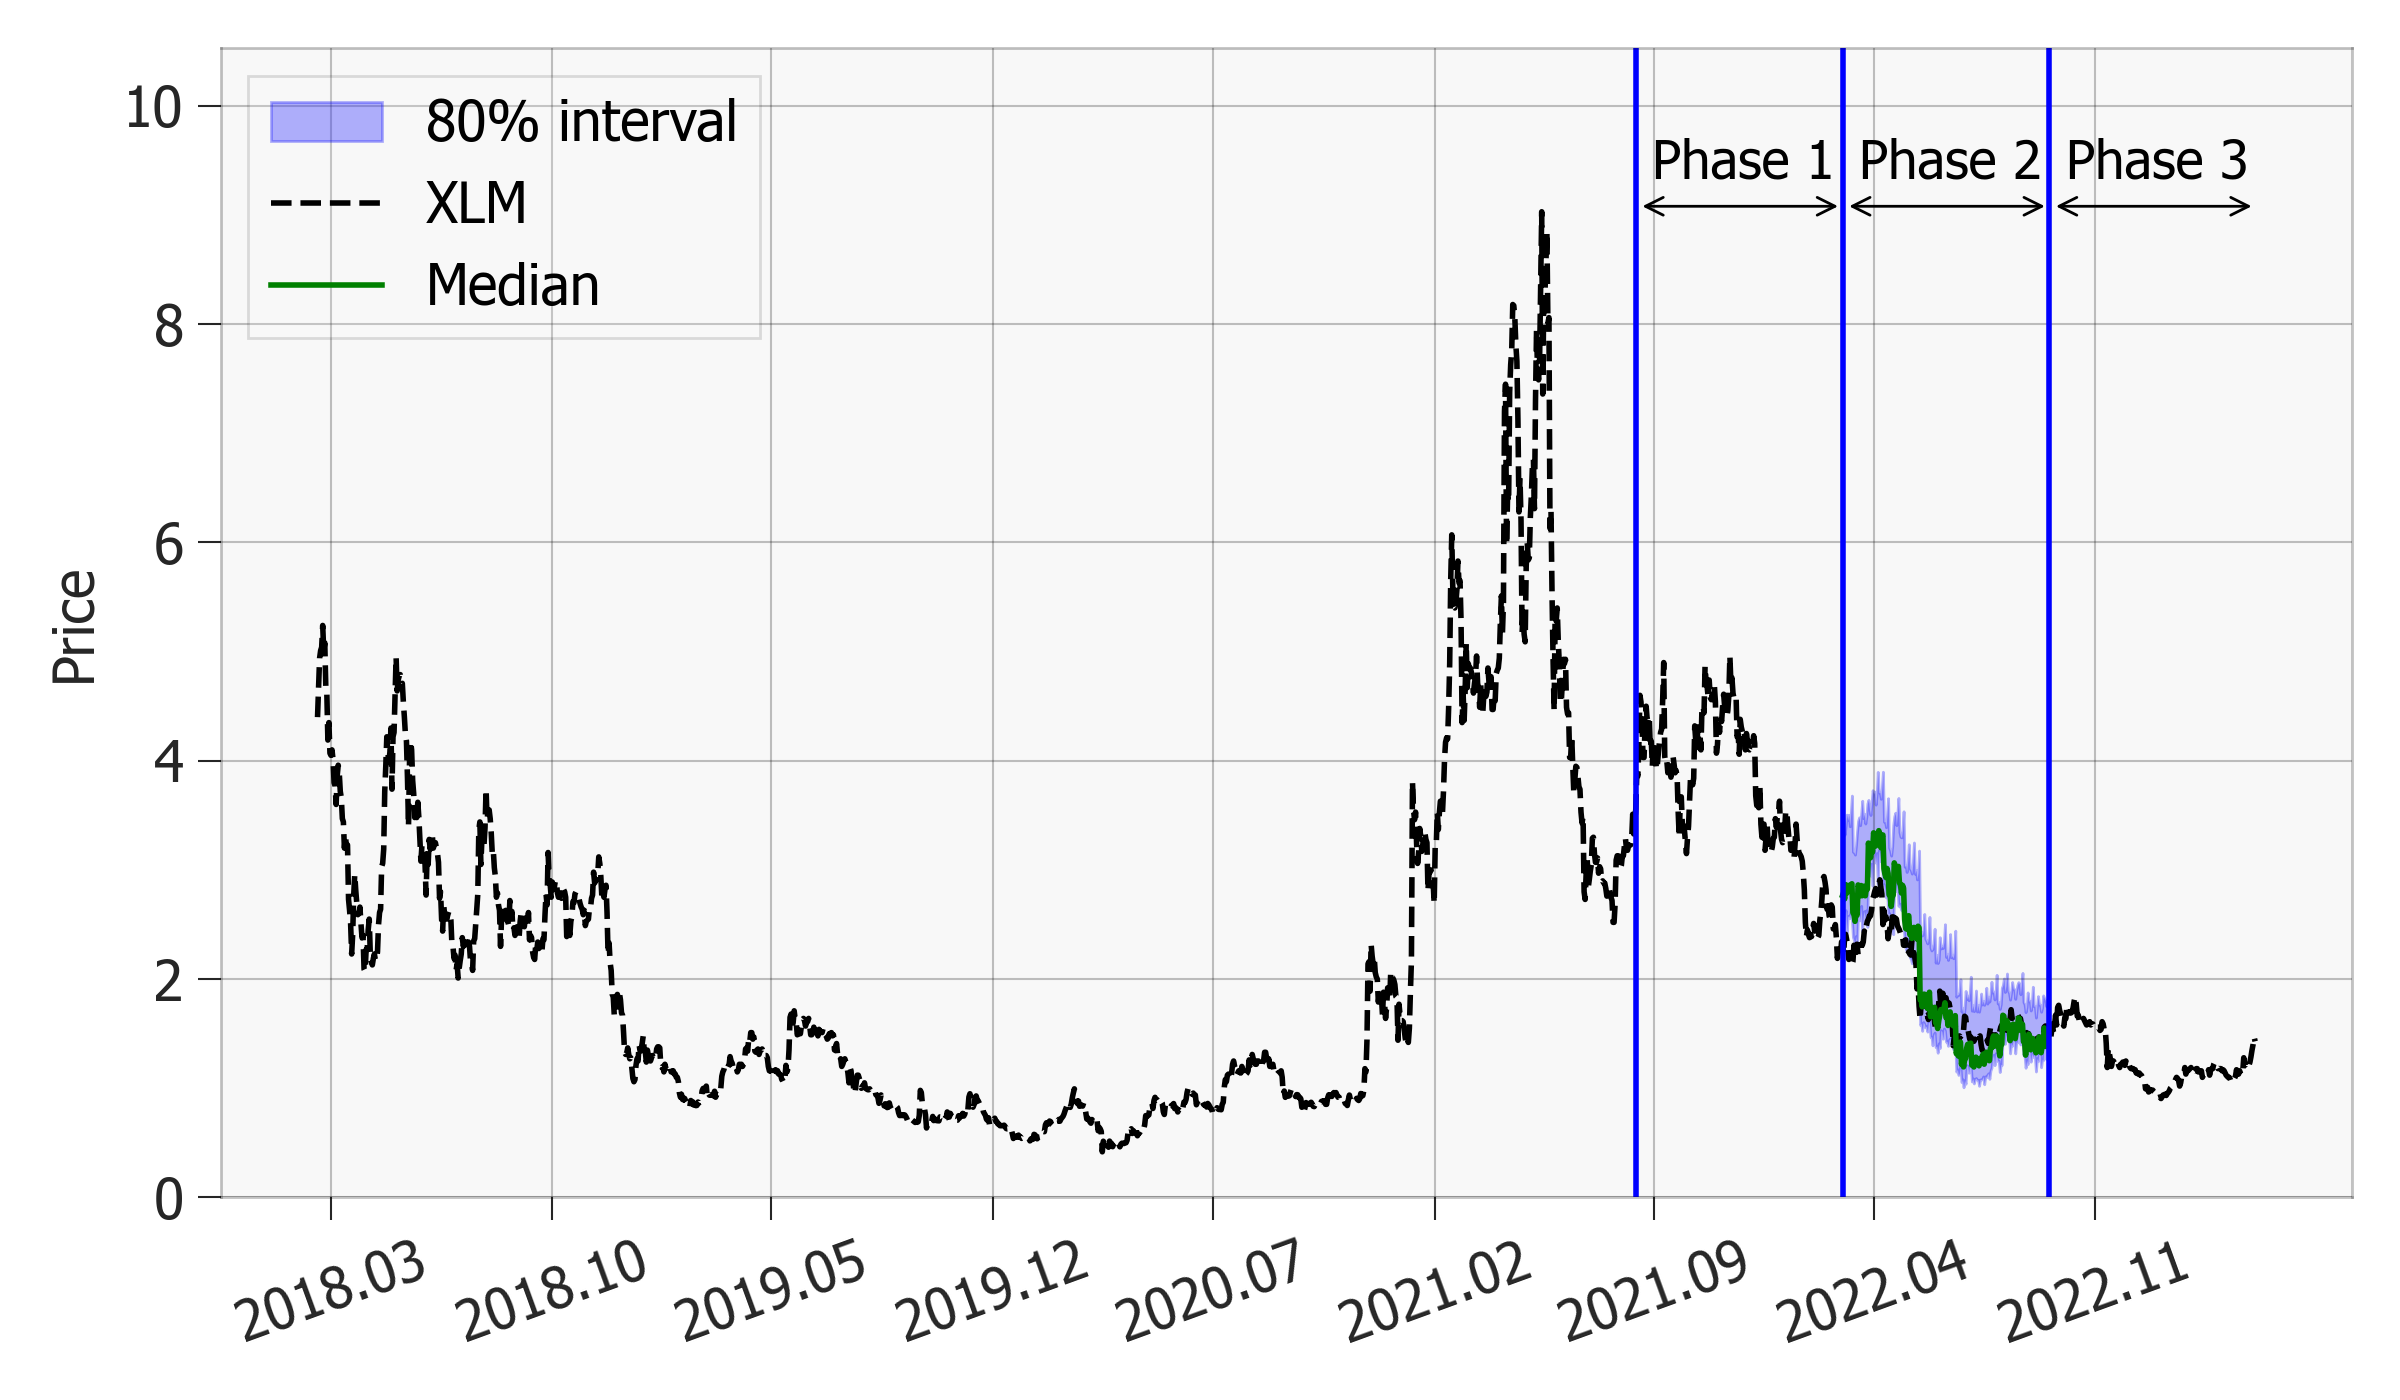 10
8
6
4
2
0
Price
80% interval
XLM
Median
Phase 1
Phase 2
Phase 3
2018.03
2018.10
2019.05
2019.12
2020.07
2021.02
2021.09
2022.04
2022.11